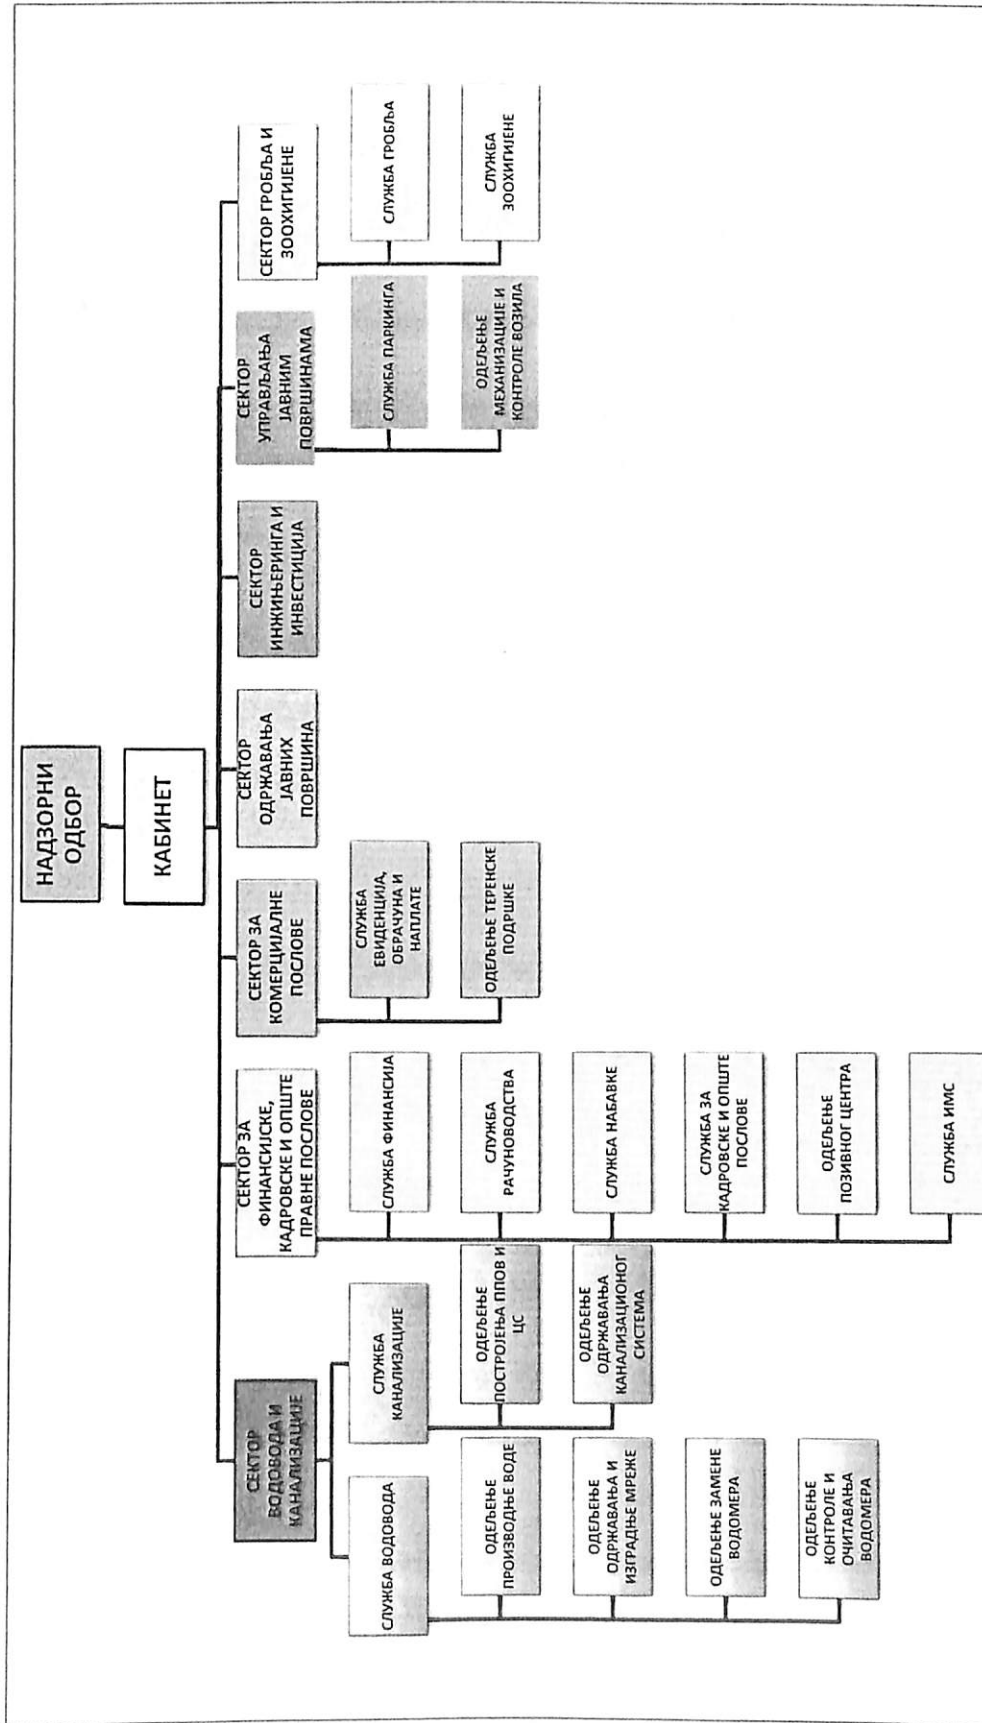 НАДЗОРНИ
ОДБОР
КАБИНЕТ
СЕКТОР
ВОДОВОДА И
КАНАЛИЗАЦИЈЕ
СЕКТОР ЗА
ФИНАНСИЈСКЕ,
КАДРОВСКЕ И ОПШТЕ
ПРАВНЕ ПОСЛОВЕ
СЕКТОР ЗА
КОМЕРЦИЈАЛНЕ
ПОСЛОВЕ
СЕКТОР
ОДРЖАВАЊА
ЈАВНИХ
ПОВРШИНА
СЕКТОР
ИНЖИЊЕРИНГА И
ИНВЕСТИЦИЈА
СЕКТОР
УПРАВЉАЊА
ЈАВНИМ
ПОВРШИНАМА
СЕКТОР ГРОБЉА И
ЗООХИГИЈЕНЕ
СЛУЖБА ВОДОВОДА
ОДЕЉЕЊЕ
ПРОИЗВОДЊЕ ВОДЕ
ОДЕЉЕЊЕ
ОДРЖАВАЊА И
ИЗГРАДЊЕ МРЕЖЕ
ОДЕЉЕЊЕ ЗАМЕНЕ
ВОДОМЕРА
ОДЕЉЕЊЕ
КОНТРОЛЕ И
ОЧИТАВАЊА
ВОДОМЕРА
СЛУЖБА
КАНАЛИЗАЦИЈЕ
ОДЕЉЕЊЕ
ПОСТРОЈЕЊА ППОВ И
ЦС
ОДЕЉЕЊЕ
ОДРЖАВАЊА
КАНАЛИЗАЦИОНОГ
СИСТЕМА
СЛУЖБА ФИНАНСИЈА
СЛУЖБА
РАЧУНОВОДСТВА
СЛУЖБА НАБАВКЕ
СЛУЖБА ЗА
КАДРОВСКЕ И ОПШТЕ
ПОСЛОВЕ
ОДЕЉЕЊЕ
ПОЗИВНОГ ЦЕНТРА
СЛУЖБА ИМС
СЛУЖБА
ЕВИДЕНЦИЈА,
ОБРАЧУНА И
НАПЛАТЕ
ОДЕЉЕЊЕ ТЕРЕНСКЕ
ПОДРШКЕ
СЛУЖБА ПАРКИНГА
ОДЕЉЕЊЕ
МЕХАНИЗАЦИЈЕ И
КОНТРОЛЕ ВОЗИЛА
СЛУЖБА ГРОБЉА
СЛУЖБА
ЗООХИГИЈЕНЕ